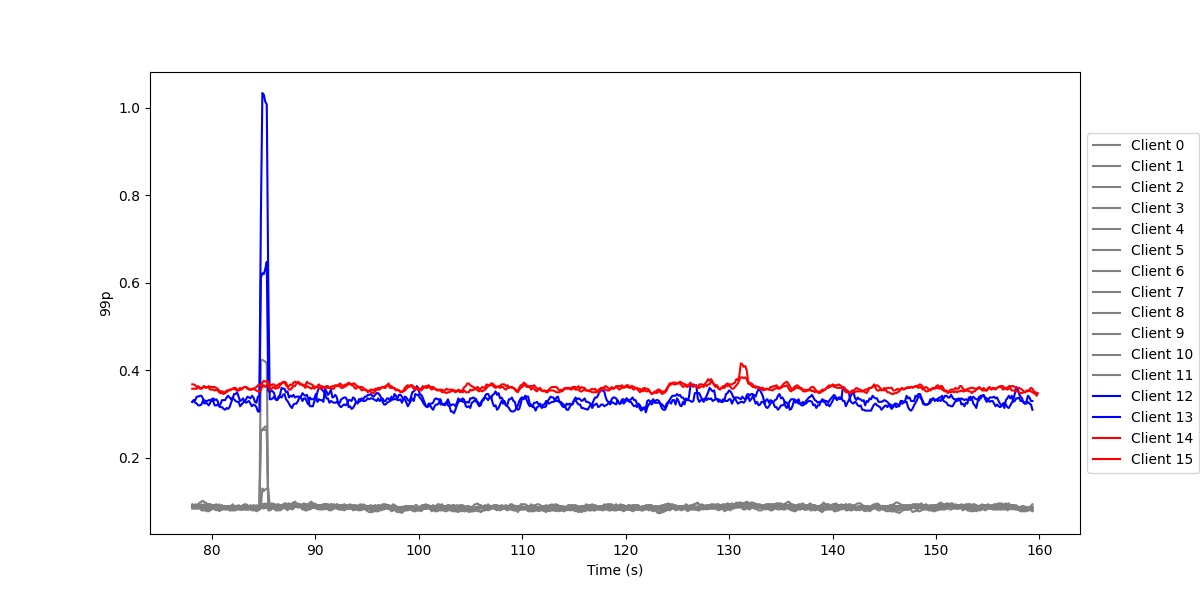 1.0
0.8
0.6
0.4
0.2
99p
80 90 100 110 120 130 140 150 160
Time (s)
Client 0
Client 1
Client 2
Client 3
Client 4
Client 5
Client 6
Client 7
Client 8
Client 9
Client 10
Client 11
Client 12
Client 13
Client 14
Client 15